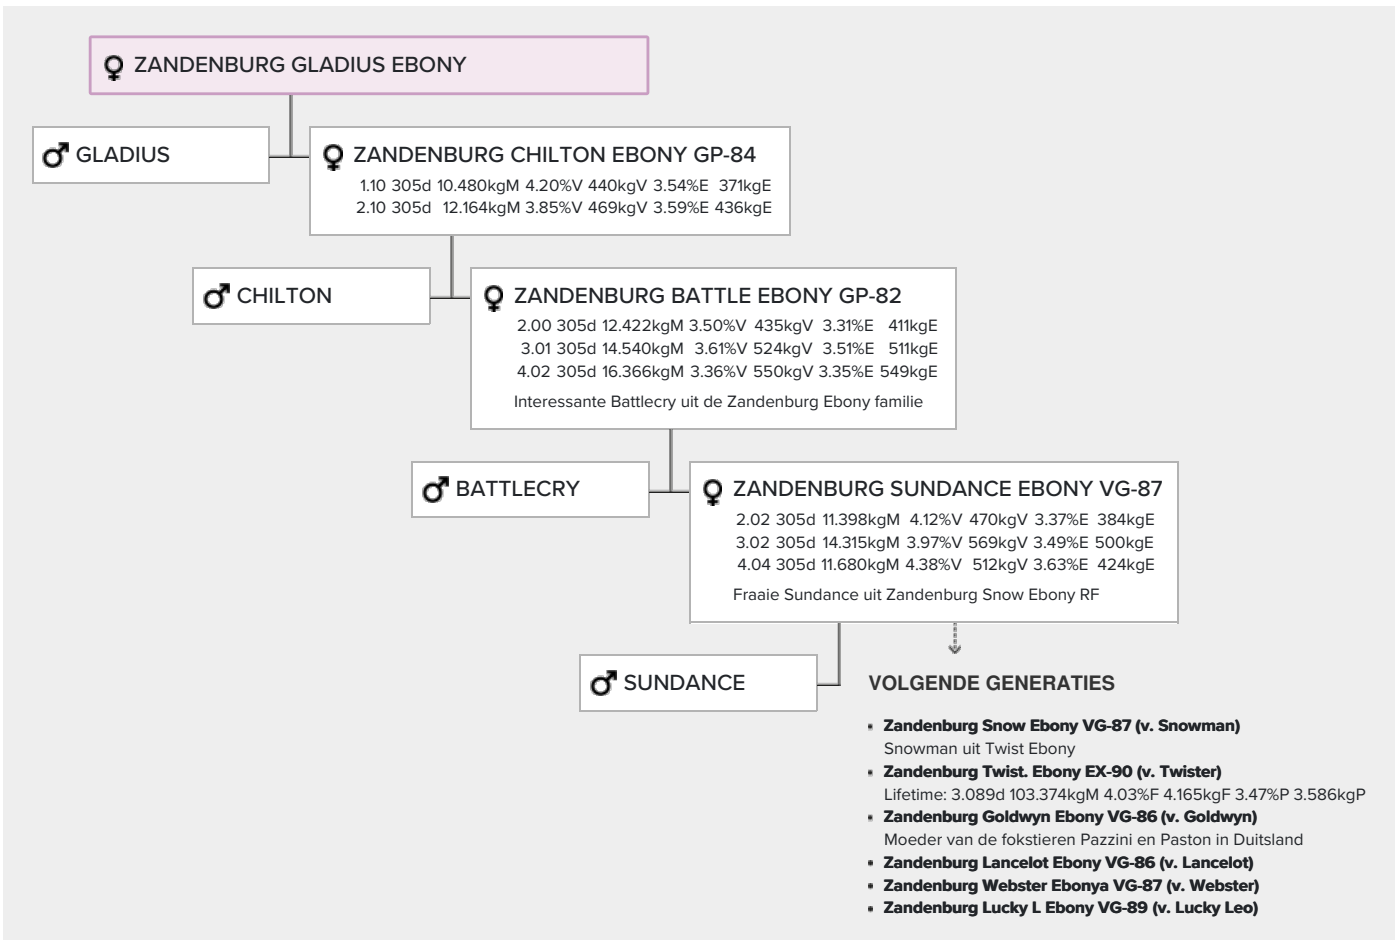 ZANDENBURG GLADIUS EBONY
GLADIUS
ZANDENBURG CHILTON EBONY GP-84
1.10 305d 10.480kgM 4.20%V 440kgV 3.54%E 371kgE
2.10 305d 12.164kgM 3.85%V 469kgV 3.59%E 436kgE
CHILTON
ZANDENBURG BATTLE EBONY GP-82
2.00 305d 12.422kgM 3.50%V 435kgV 3.31%E 411kgE
3.01 305d 14.540kgM 3.61%V 524kgV 3.51%E 511kgE
4.02 305d 16.366kgM 3.36%V 550kgV 3.35%E 549kgE
Interessante Battlecry uit de Zandenburg Ebony familie
BATTLECRY
ZANDENBURG SUNDANCE EBONY VG-87
2.02 305d 11.398kgM 4.12%V 470kgV 3.37%E 384kgE
3.02 305d 14.315kgM 3.97%V 569kgV 3.49%E 500kgE
4.04 305d 11.680kgM 4.38%V 512kgV 3.63%E 424kgE
Fraaie Sundance uit Zandenburg Snow Ebony RF
SUNDANCE
VOLGENDE GENERATIES
Zandenburg Snow Ebony VG-87 (v. Snowman)
Snowman uit Twist Ebony
Zandenburg Twist. Ebony EX-90 (v. Twister)
Lifetime: 3.089d 103.374kgM 4.03%F 4.165kgF 3.47%P 3.586kgP
Zandenburg Goldwyn Ebony VG-86 (v. Goldwyn)
Moeder van de fokstieren Pazzini en Paston in Duitsland
Zandenburg Lancelot Ebony VG-86 (v. Lancelot)
Zandenburg Webster Ebonya VG-87 (v. Webster)
Zandenburg Lucky L Ebony VG-89 (v. Lucky Leo)